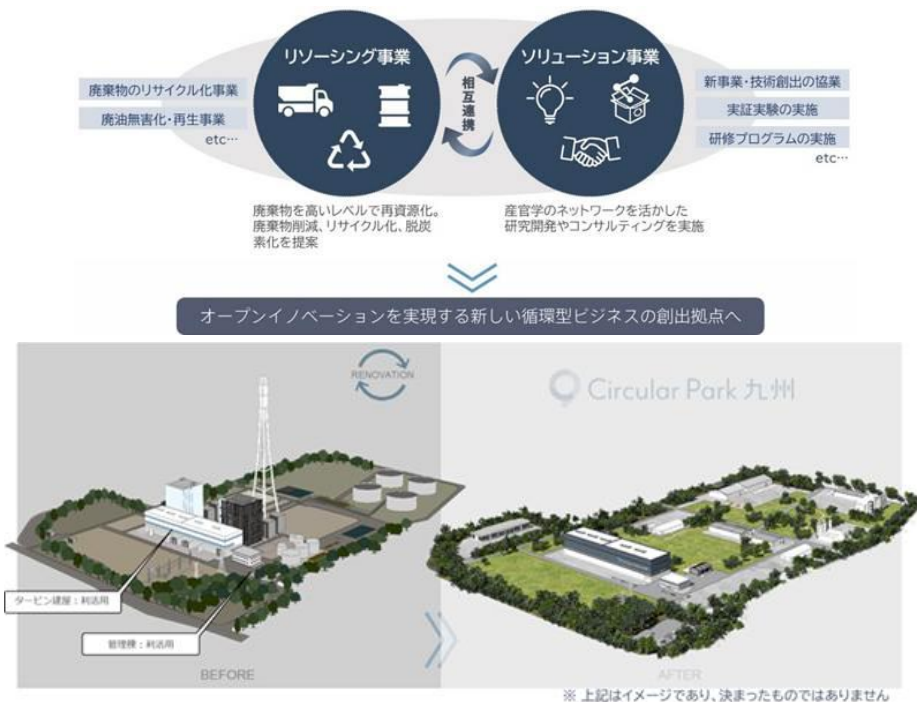 リソーシング事業
ソリューション事業
相互連携
廃棄物のリサイクル化事業
廃油無害化・再生事業
etc…
新事業・技術創出の協業
実証実験の実施
研修プログラムの実施
etc…
廃棄物を高いレベルで再資源化。
廃棄物削減、リサイクル化、脱炭
素化を提案
産官学のネットワークを活かした
研究開発やコンサルティングを実施
オープンイノベーションを実現する新しい循環型ビジネスの創出拠点へ
RENOVATION
Circular Park 九州
タービン建屋：利活用
管理棟：利活用
BEFORE
AFTER
※ 上記はイメージであり、決まったものではありません